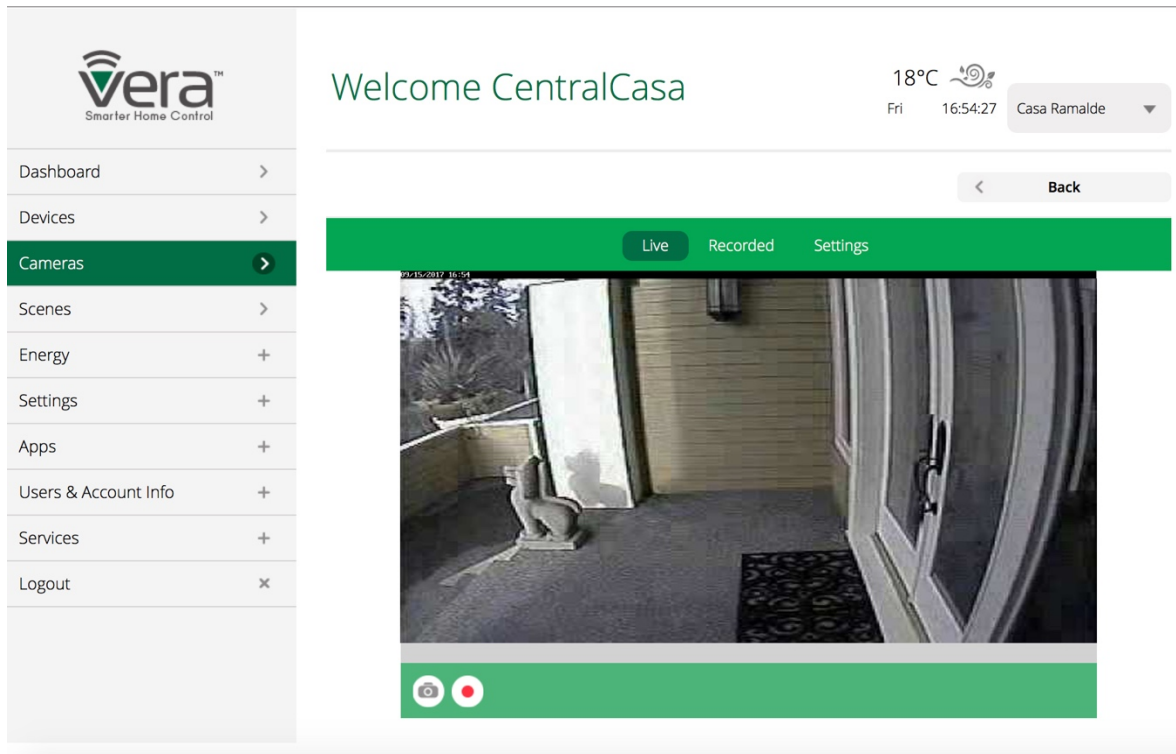 vera™
Smarter Home Control
Welcome CentralCasa
18°C
Fri 16:54:27 Casa Ramalde
Dashboard
Devices
Cameras
Scenes
Energy
Settings
Apps
Users & Account Info
Services
Logout
Back
Live Recorded Settings
09/15/2017 16:54